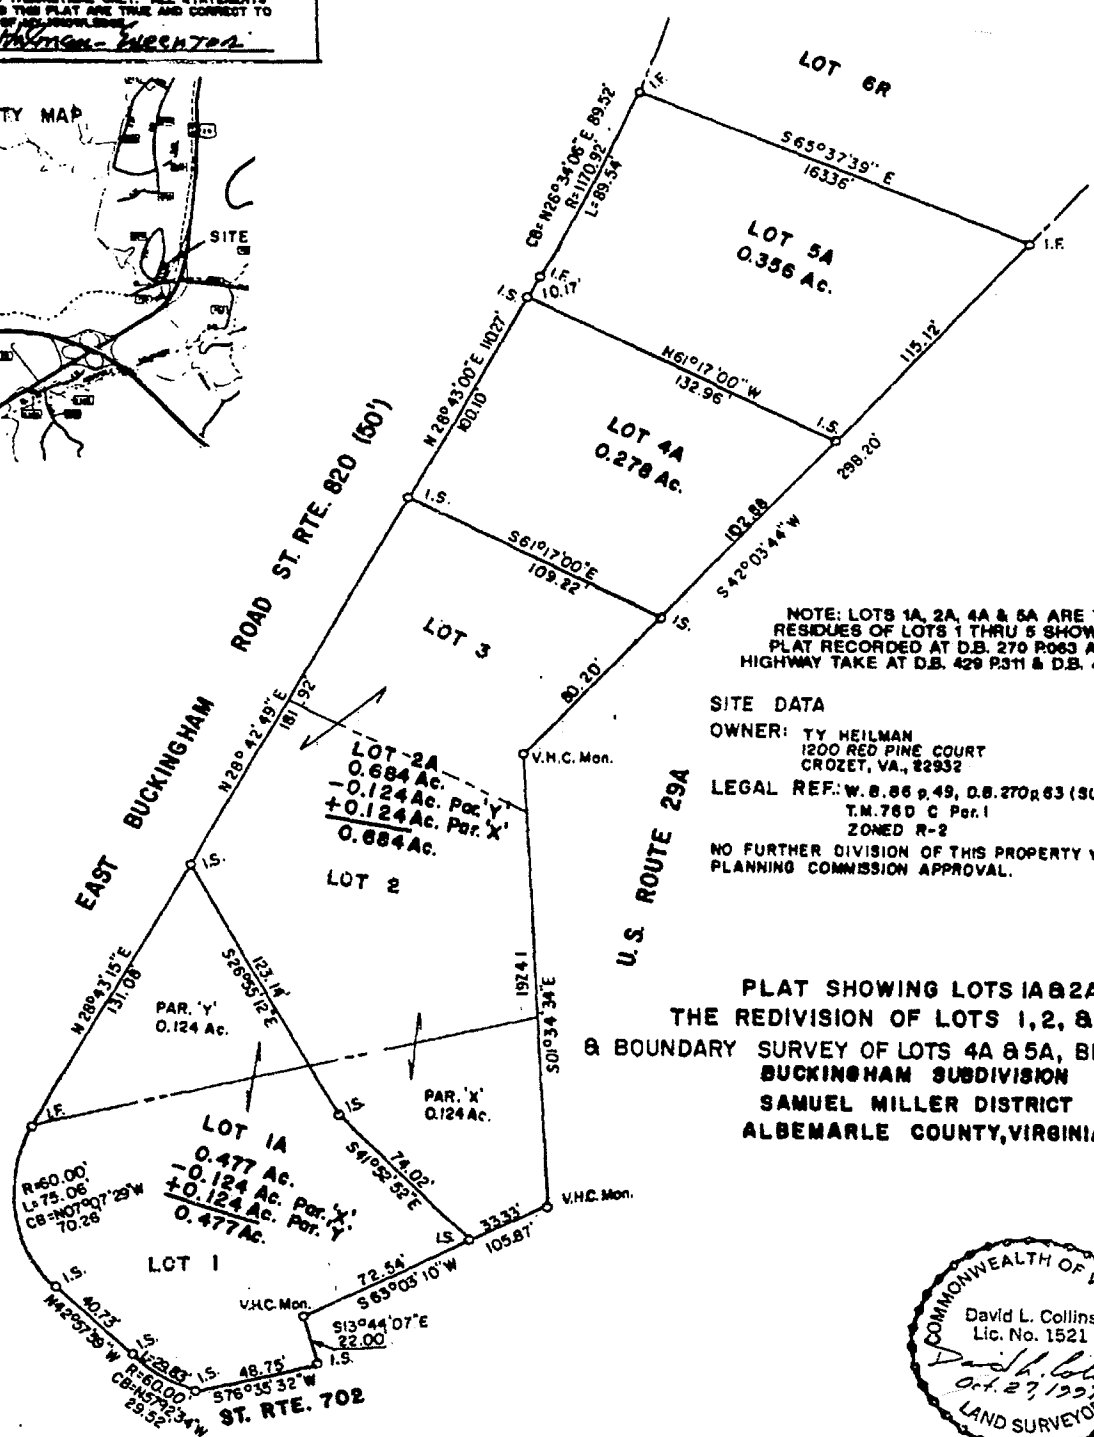 THIS PLAT ARE TRUE AND CORRECT TO
TY MAP
SITE
LOT 6R
I.F.
S65°37'39" E
163.36'
CB=N26°34'06"E 89.52'
R=1170.92'
L=89.54'
LOT 5A
0.356 Ac.
I.F.
I.F.
I.S. 10.17'
115.12'
N61°17'00"W
132.96'
N28°43'00"E 110.27'
100.10'
I.S.
298.20'
LOT 4A
0.278 Ac.
I.S.
102.88
S42°03'44"W
S61°17'00"E
109.22'
I.S.
EAST BUCKINGHAM ROAD ST. RTE. 820 (50')
LOT 3
80.20'
NOTE: LOTS 1A, 2A, 4A & 5A ARE
RESIDUES OF LOTS 1 THRU 5 SHOW
PLAT RECORDED AT D.B. 270 P.063 A
HIGHWAY TAKE AT D.B. 429 P.311 & D.B.
N28°42'49"E
181.92'
V.H.C. Mon.
SITE DATA
OWNER: TY HEILMAN
1200 RED PINE COURT
CROZET, VA., 22932
LEGAL REF.: W.B.86 p.49, D.B.270p.63
T.M.76D C Par.1
ZONED R-2
NO FURTHER DIVISION OF THIS PROPERTY
PLANNING COMMISSION APPROVAL.
LOT 2A
0.684 Ac.
-0.124 Ac. Par. 'Y'
+0.124 Ac. Par. 'X'
0.684 Ac.
LOT 2
U.S. ROUTE 29A
I.S.
123.14'
S26°55'12"E
192.41
S01°34'34"E
N28°43'15"E
131.08'
PAR. 'Y'
0.124 Ac.
PLAT SHOWING LOTS 1A & 2A
THE REDIVISION OF LOTS 1, 2, &
& BOUNDARY SURVEY OF LOTS 4A & 5A,
BUCKINGHAM SUBDIVISION
SAMUEL MILLER DISTRICT
ALBEMARLE COUNTY, VIRGINIA
PAR. 'X'
0.124 Ac.
I.F.
I.S.
LOT 1A
0.477 Ac.
-0.124 Ac. Par. 'X'
+0.124 Ac. Par. 'Y'
0.477 Ac.
74.02'
S41°52'52"E
R=60.00'
L=75.06'
CB=N07°07'29"W
70.26'
V.H.C. Mon.
I.S.
33.33'
105.87'
LOT 1
72.54'
S63°03'10"W
I.S.
V.H.C. Mon.
S13°44'07"E
22.00'
40.73'
N42°57'59"W
I.S.
L=29.83'
R=60.00'
29.52'
I.S.
48.75'
S76°35'32"W
I.S.
ST. RTE. 702
COMMONWEALTH OF V
David L. Collins
Lic. No. 1521
Oct. 27, 199
LAND SURVEYOR